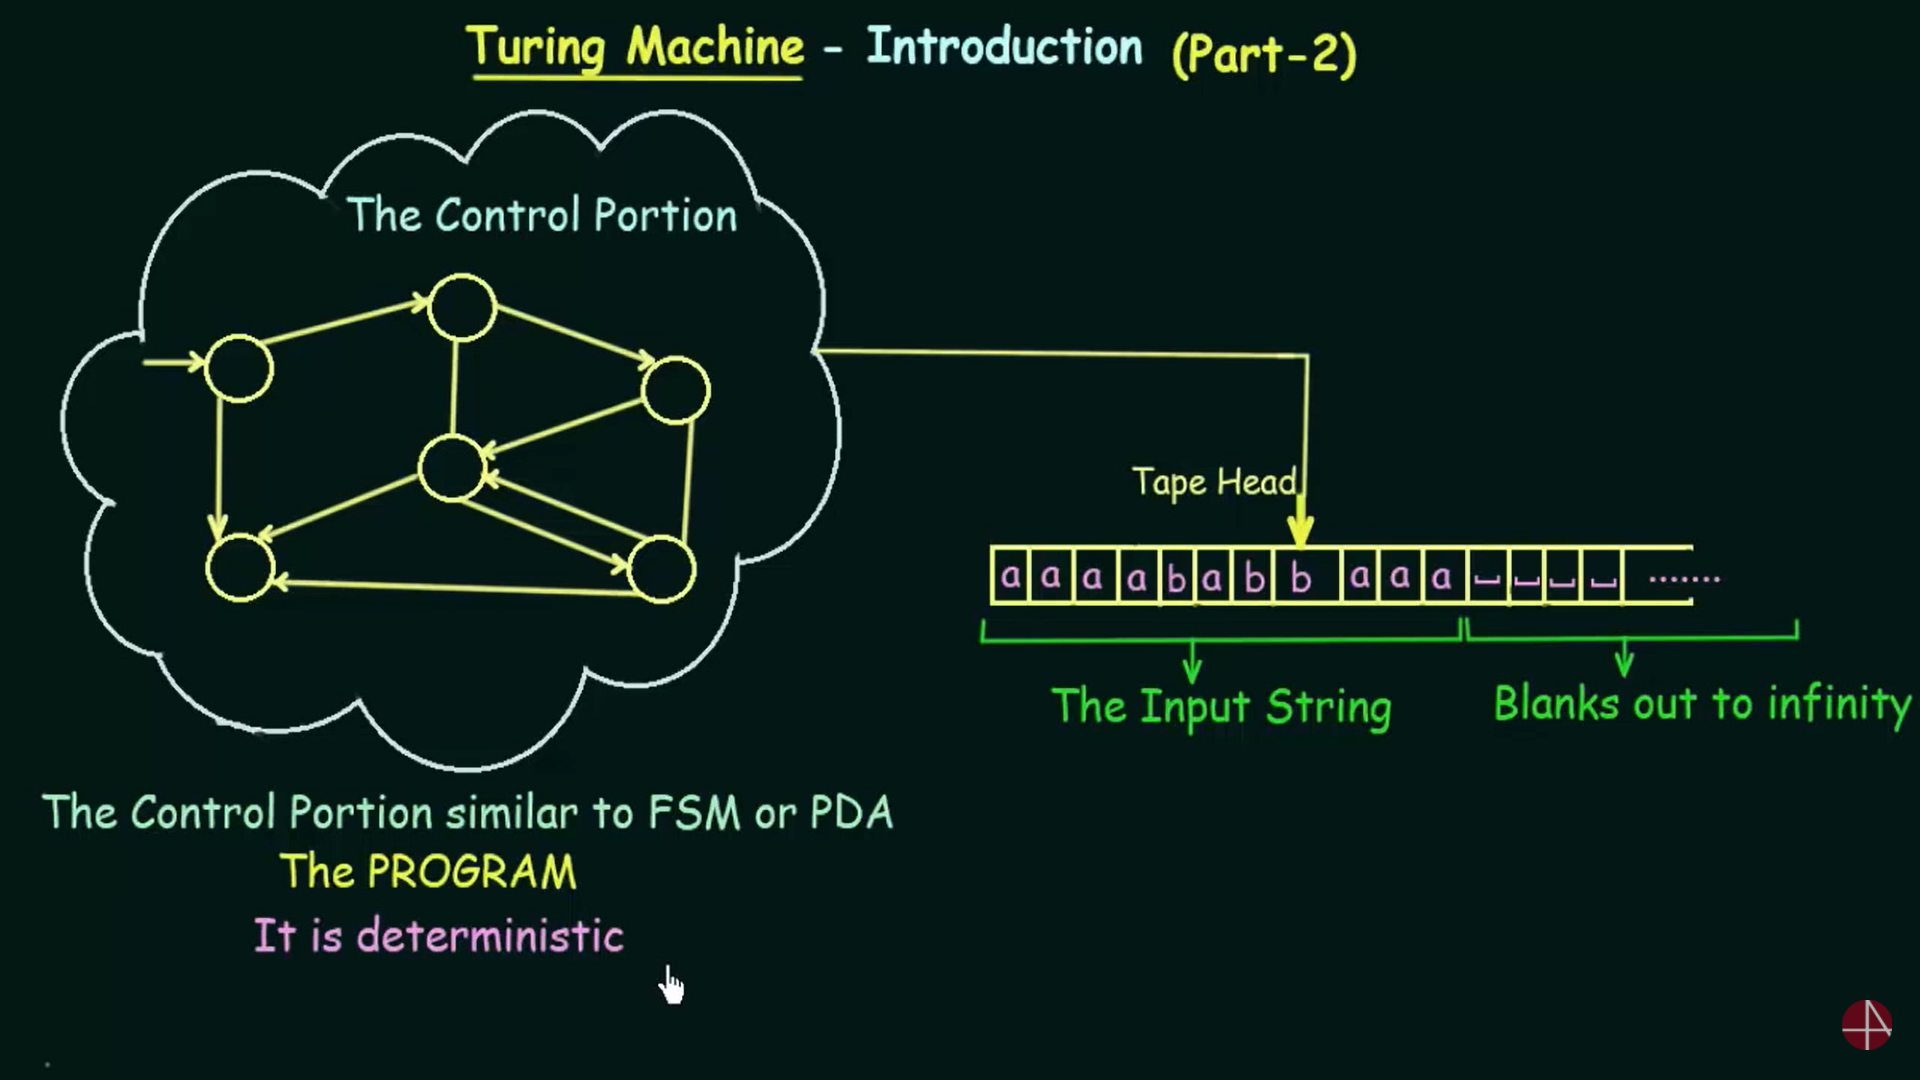 Turing Machine - Introduction (Part-2)
The Control Portion
Tape Head
a a a a b a b b a a a ⎵ ⎵ ⎵ ⎵ .......
The Input String
Blanks out to infinity
The Control Portion similar to FSM or PDA
The PROGRAM
It is deterministic